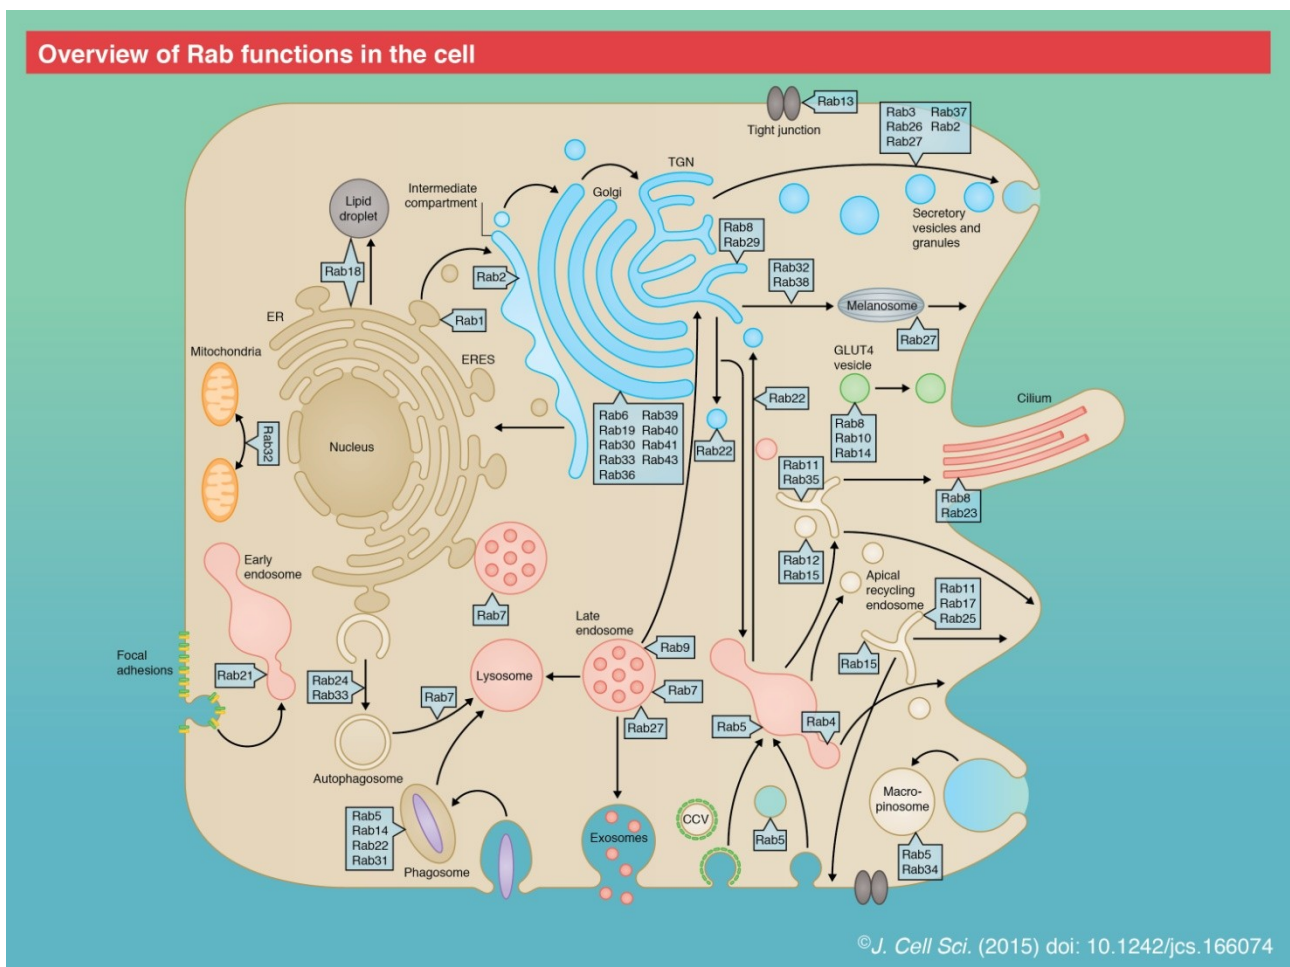 Overview of Rab functions in the cell
Rab13
Tight junction
Rab3 Rab37
Rab26 Rab2
Rab27
TGN
Golgi
Intermediate
compartment
Lipid
droplet
Rab18
Rab2
Rab1
ER
ERES
Mitochondria
Rab32
Nucleus
Rab8
Rab29
Secretory
vesicles and
granules
Rab32
Rab38
Melanosome
Rab27
GLUT4
vesicle
Rab8
Rab10
Rab14
Rab22
Rab6 Rab39
Rab19 Rab40
Rab30 Rab41
Rab33 Rab43
Rab36
Rab22
Cilium
Rab8
Rab23
Rab11
Rab35
Rab12
Rab15
Apical
recycling
endosome
Rab11
Rab17
Rab25
Rab15
Early
endosome
Rab21
Focal
adhesions
Rab7
Rab24
Rab33
Rab7
Autophagosome
Lysosome
Late
endosome
Rab9
Rab7
Rab27
Rab5
Rab4
Rab5
Rab14
Rab22
Rab31
Phagosome
Exosomes
CCV
Rab5
Macro-
pinosome
Rab5
Rab34
©J. Cell Sci. (2015) doi: 10.1242/jcs.166074